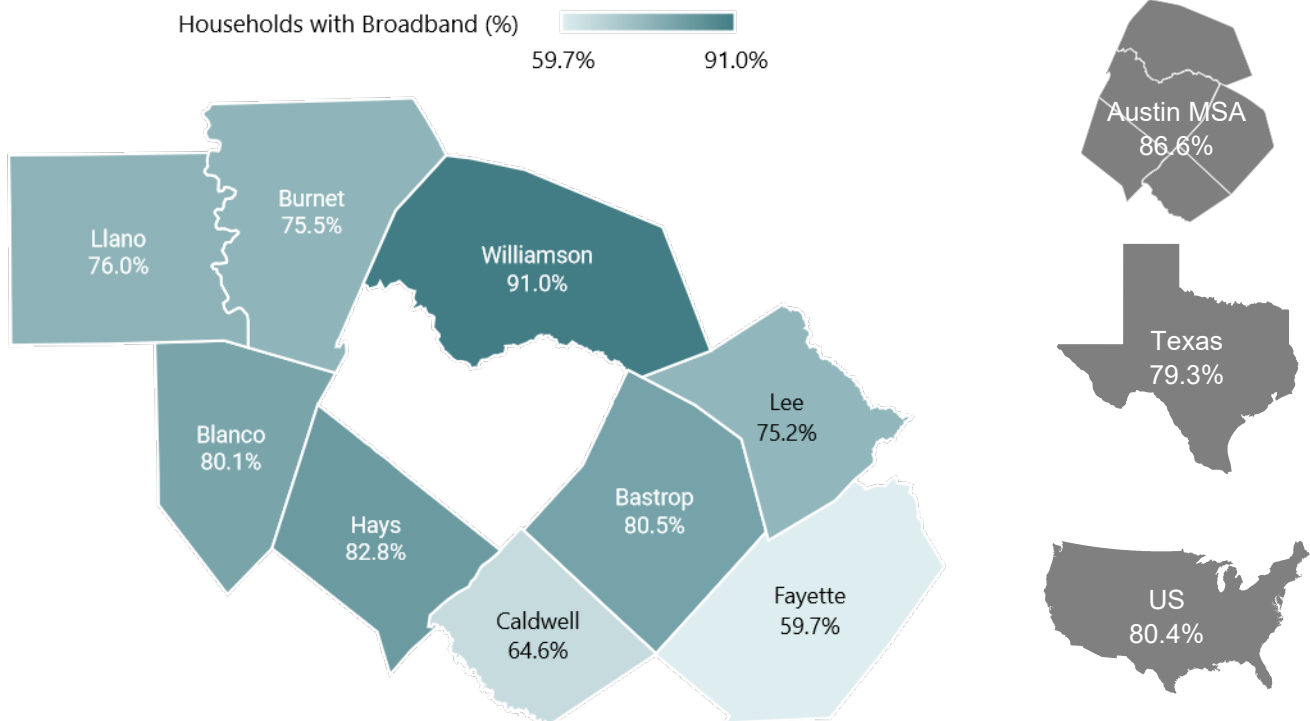 Households with Broadband (%)
59.7%
91.0%
Austin MSA
86.6%
Burnet
75.5%
Llano
76.0%
Williamson
91.0%
Texas
79.3%
Lee
75.2%
Blanco
80.1%
Bastrop
80.5%
Hays
82.8%
Fayette
59.7%
Caldwell
64.6%
US
80.4%